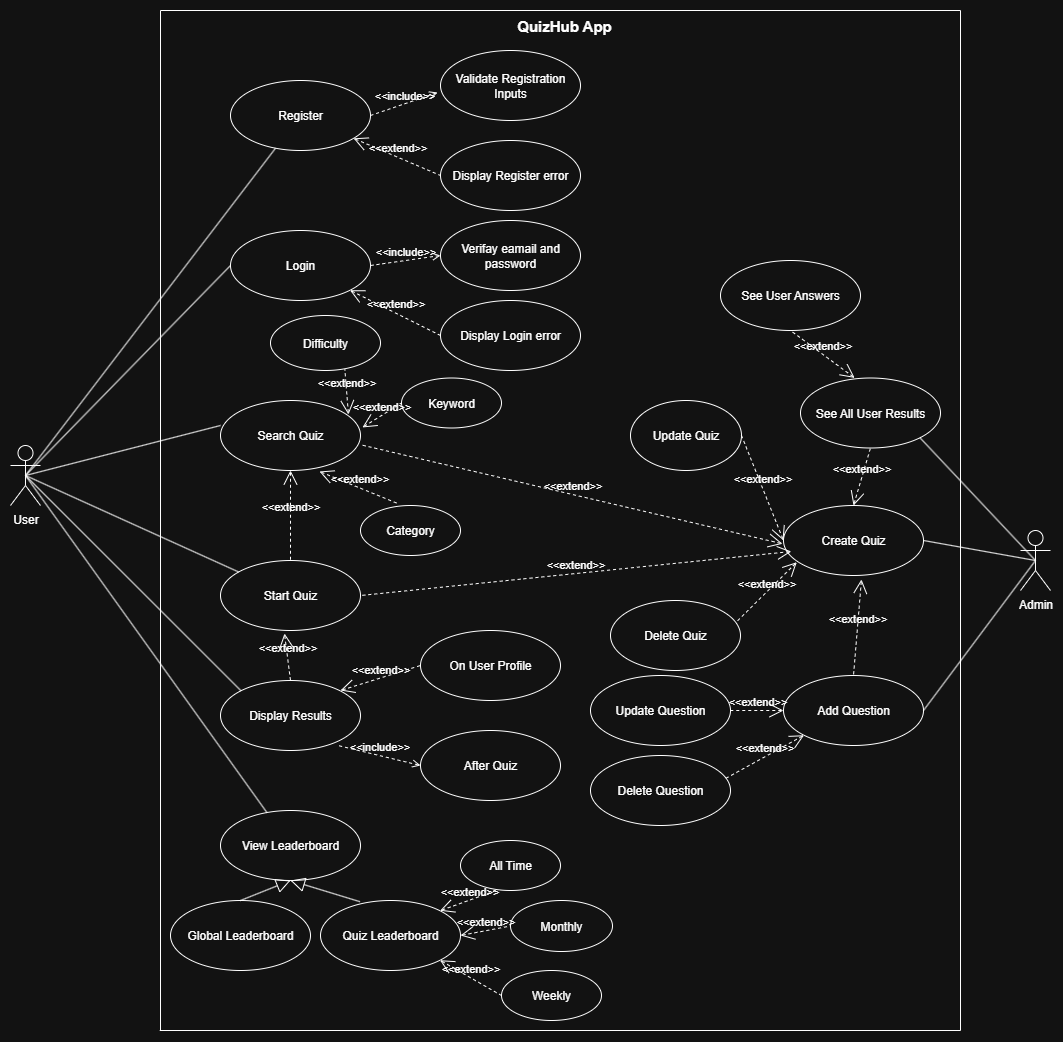 QuizHub App
Validate Registration
Inputs
<<include>>
Register
<<extend>>
Display Register error
Verifay eamail and
password
<<include>>
Login
<<extend>>
Display Login error
See User Answers
<<extend>>
Difficulty
<<extend>>
Keyword
<<extend>>
See All User Results
Search Quiz
Update Quiz
<<extend>>
<<extend>>
<<extend>>
<<extend>>
<<extend>>
Category
User
Create Quiz
<<extend>>
<<extend>>
Start Quiz
Admin
<<extend>>
<<extend>>
Delete Quiz
On User Profile
<<extend>>
Display Results
Update Question
<<extend>>
Add Question
<<include>>
After Quiz
<<extend>>
Delete Question
View Leaderboard
All Time
<<extend>>
Global Leaderboard
Quiz Leaderboard
<<extend>>
Monthly
<<extend>>
Weekly